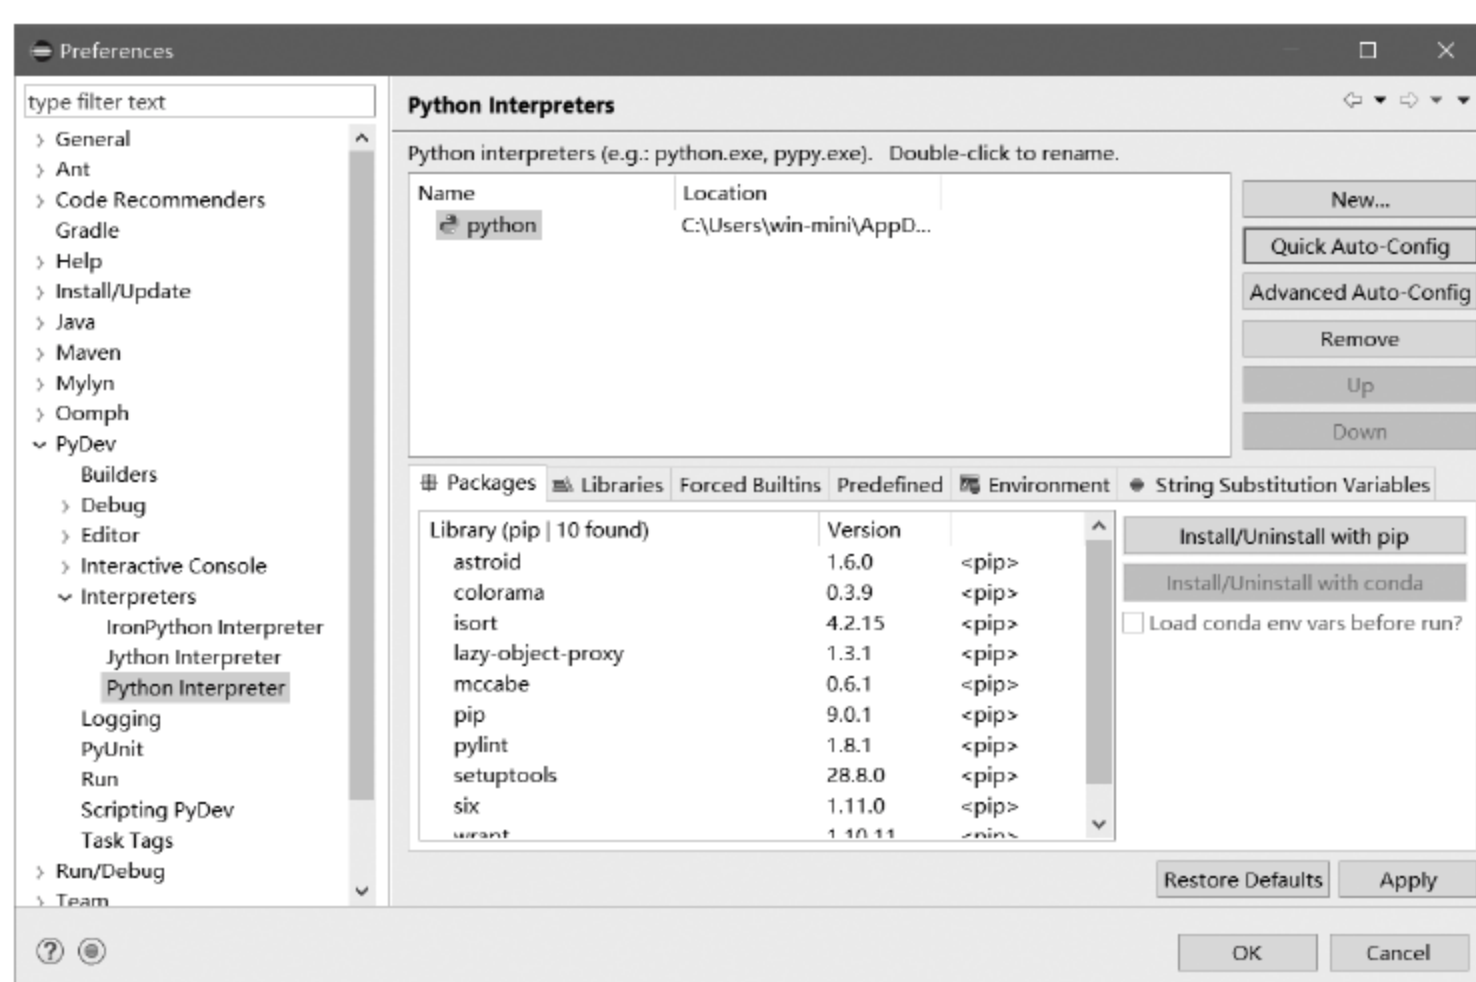 Preferences
type filter text
General
Ant
Code Recommenders
Gradle
Help
Install/Update
Java
Maven
Mylyn
Oomph
PyDev
Builders
Debug
Editor
Interactive Console
Interpreters
IronPython Interpreter
Jython Interpreter
Python Interpreter
Logging
PyUnit
Run
Scripting PyDev
Task Tags
Run/Debug
Team
Python Interpreters
Python interpreters (e.g.: python.exe, pypy.exe). Double-click to rename.
Name Location
python C:\Users\win-mini\AppD...
New...
Quick Auto-Config
Advanced Auto-Config
Remove
Up
Down
Packages Libraries Forced Builtins Predefined Environment String Substitution Variables
Library (pip | 10 found) Version
astroid 1.6.0 <pip>
colorama 0.3.9 <pip>
isort 4.2.15 <pip>
lazy-object-proxy 1.3.1 <pip>
mccabe 0.6.1 <pip>
pip 9.0.1 <pip>
pylint 1.8.1 <pip>
setuptools 28.8.0 <pip>
six 1.11.0 <pip>
wrapt 1.10.11 <pip>
Install/Uninstall with pip
Install/Uninstall with conda
Load conda env vars before run?
Restore Defaults Apply
OK Cancel